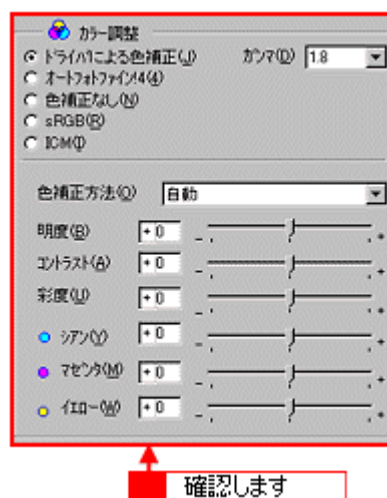 カラー調整
ドライバによる色補正(J) ガンマ(D) 1.8
オートフォトファイン!4(4)
色補正なし(N)
sRGB(R)
ICM(I)
色補正方法(O) 自動
明度(B) +0 - +
コントラスト(A) +0 - +
彩度(U) +0 - +
シアン(Y) +0 - +
マゼンタ(M) +0 - +
イエロー(W) +0 - +
確認します